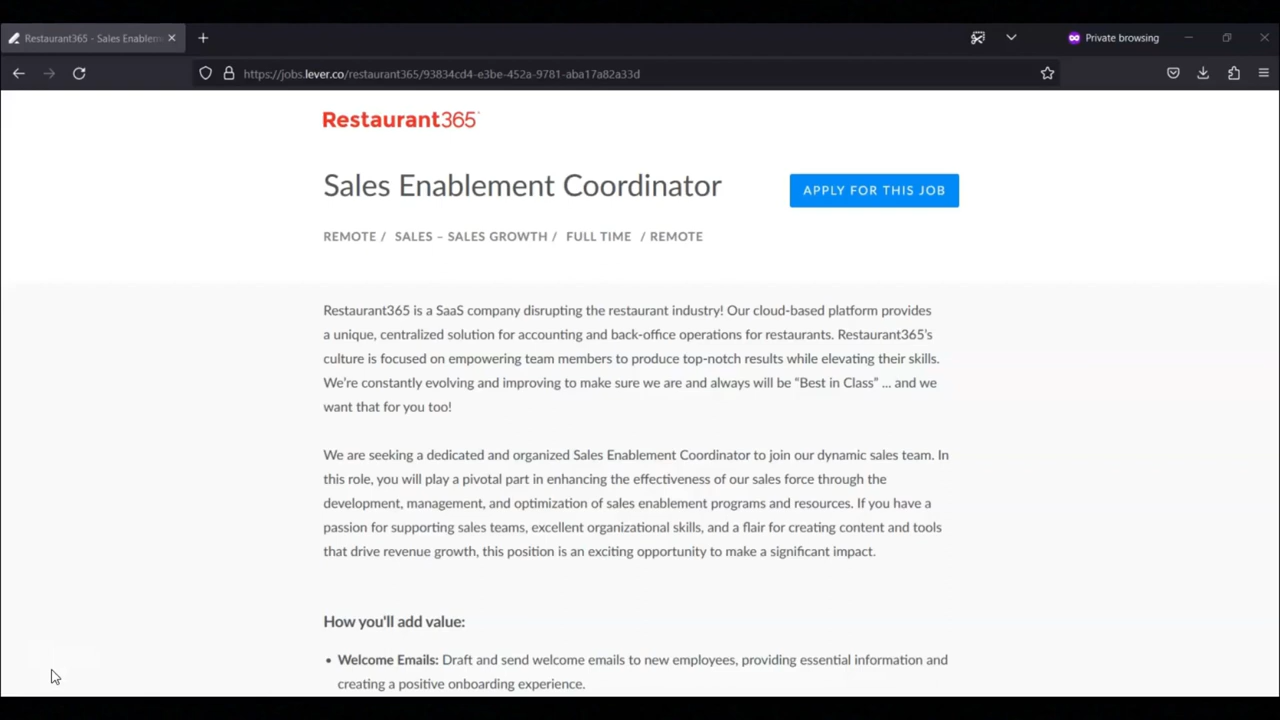 Restaurant365 - Sales Enablem
Private browsing
https://jobs.lever.co/restaurant365/93834cd4-e3be-452a-9781-aba17a82a33d
Restaurant365
Sales Enablement Coordinator
APPLY FOR THIS JOB
REMOTE / SALES – SALES GROWTH / FULL TIME / REMOTE
Restaurant365 is a SaaS company disrupting the restaurant industry! Our cloud-based platform provides
a unique, centralized solution for accounting and back-office operations for restaurants. Restaurant365’s
culture is focused on empowering team members to produce top-notch results while elevating their skills.
We’re constantly evolving and improving to make sure we are and always will be “Best in Class” ... and we
want that for you too!
We are seeking a dedicated and organized Sales Enablement Coordinator to join our dynamic sales team. In
this role, you will play a pivotal part in enhancing the effectiveness of our sales force through the
development, management, and optimization of sales enablement programs and resources. If you have a
passion for supporting sales teams, excellent organizational skills, and a flair for creating content and tools
that drive revenue growth, this position is an exciting opportunity to make a significant impact.
How you'll add value:
• Welcome Emails: Draft and send welcome emails to new employees, providing essential information and
creating a positive onboarding experience.